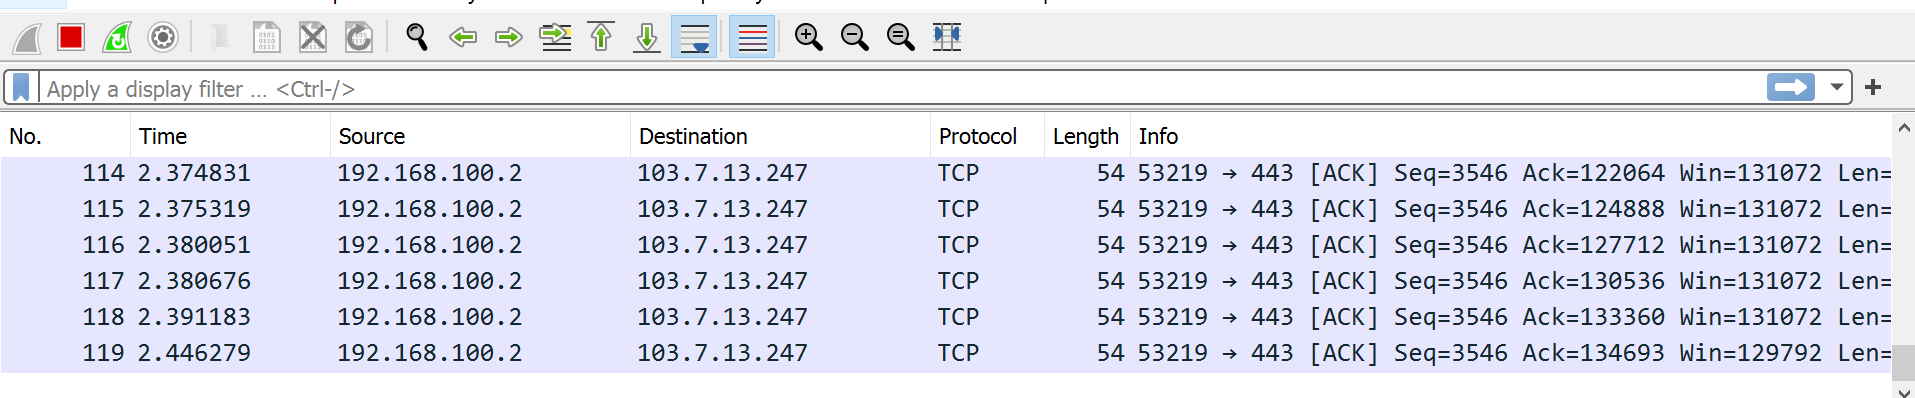 Apply a display filter ... <Ctrl-/>
No. Time Source Destination Protocol Length Info
114 2.374831 192.168.100.2 103.7.13.247 TCP 54 53219 → 443 [ACK] Seq=3546 Ack=122064 Win=131072 Len=
115 2.375319 192.168.100.2 103.7.13.247 TCP 54 53219 → 443 [ACK] Seq=3546 Ack=124888 Win=131072 Len=
116 2.380051 192.168.100.2 103.7.13.247 TCP 54 53219 → 443 [ACK] Seq=3546 Ack=127712 Win=131072 Len=
117 2.380676 192.168.100.2 103.7.13.247 TCP 54 53219 → 443 [ACK] Seq=3546 Ack=130536 Win=131072 Len=
118 2.391183 192.168.100.2 103.7.13.247 TCP 54 53219 → 443 [ACK] Seq=3546 Ack=133360 Win=131072 Len=
119 2.446279 192.168.100.2 103.7.13.247 TCP 54 53219 → 443 [ACK] Seq=3546 Ack=134693 Win=129792 Len=